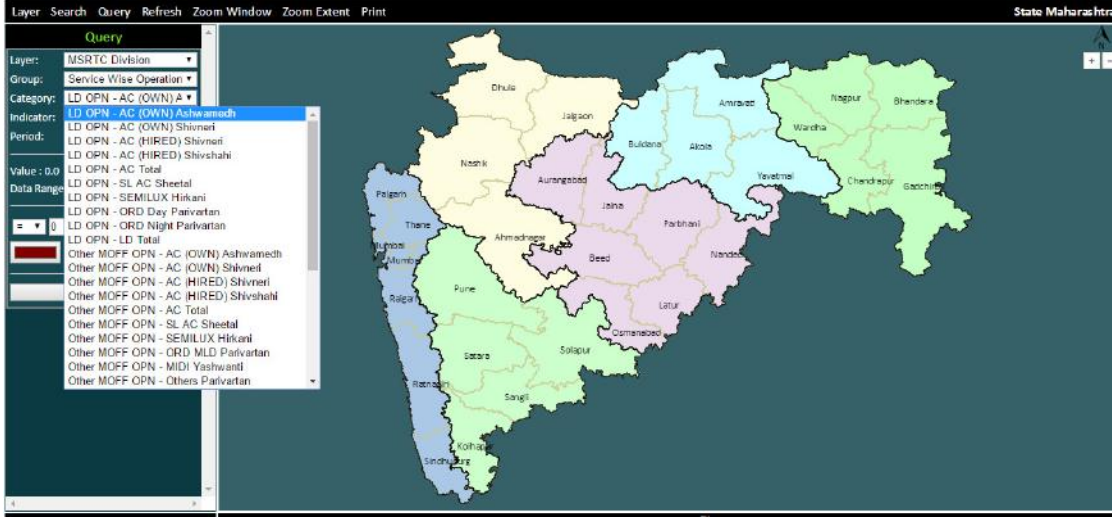 Layer Search Query Refresh Zoom Window Zoom Extent Print
State Maharashtra
Query
Layer: MSRTC Division
Group: Service Wise Operation
Category: LD OPN - AC (OWN) A
Indicator:
Period:
Value : 0.0
Data Range
= 0
LD OPN - AC (OWN) Ashwamedh
LD OPN - AC (OWN) Shivneri
LD OPN - AC (HIRED) Shivneri
LD OPN - AC (HIRED) Shivshahi
LD OPN - AC Total
LD OPN - SL AC Sheetal
LD OPN - SEMILUX Hirkani
LD OPN - ORD Day Parivartan
LD OPN - ORD Night Parivartan
LD OPN - LD Total
Other MOFF OPN - AC (OWN) Ashwamedh
Other MOFF OPN - AC (OWN) Shivneri
Other MOFF OPN - AC (HIRED) Shivneri
Other MOFF OPN - AC (HIRED) Shivshahi
Other MOFF OPN - AC Total
Other MOFF OPN - SL AC Sheetal
Other MOFF OPN - SEMILUX Hirkani
Other MOFF OPN - ORD MLD Parivartan
Other MOFF OPN - MIDI Yashwanti
Other MOFF OPN - Others Parivartan
N
+ -
Dhule
Jalgaon
Nashik
Ahmadnagar
Buldana
Akola
Amravati
Yavatmal
Wardha
Nagpur
Bhandara
Chandrapur
Gadchiroli
Aurangabad
Jalna
Parbhani
Beed
Nanded
Latur
Osmanabad
Palgarh
Thane
Mumbai
Mumbai
Raigarh
Ratnagiri
Sindhudurg
Pune
Satara
Solapur
Sangli
Kolhapur